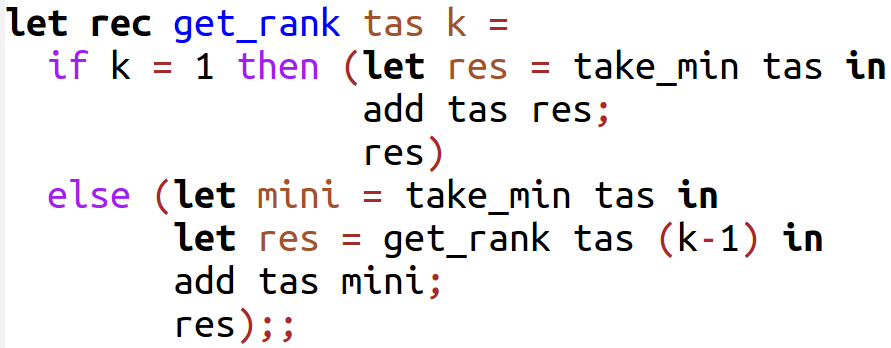 let rec get_rank tas k =
  if k = 1 then (let res = take_min tas in
                 add tas res;
                 res)
  else (let mini = take_min tas in
        let res = get_rank tas (k-1) in
        add tas mini;
        res);;